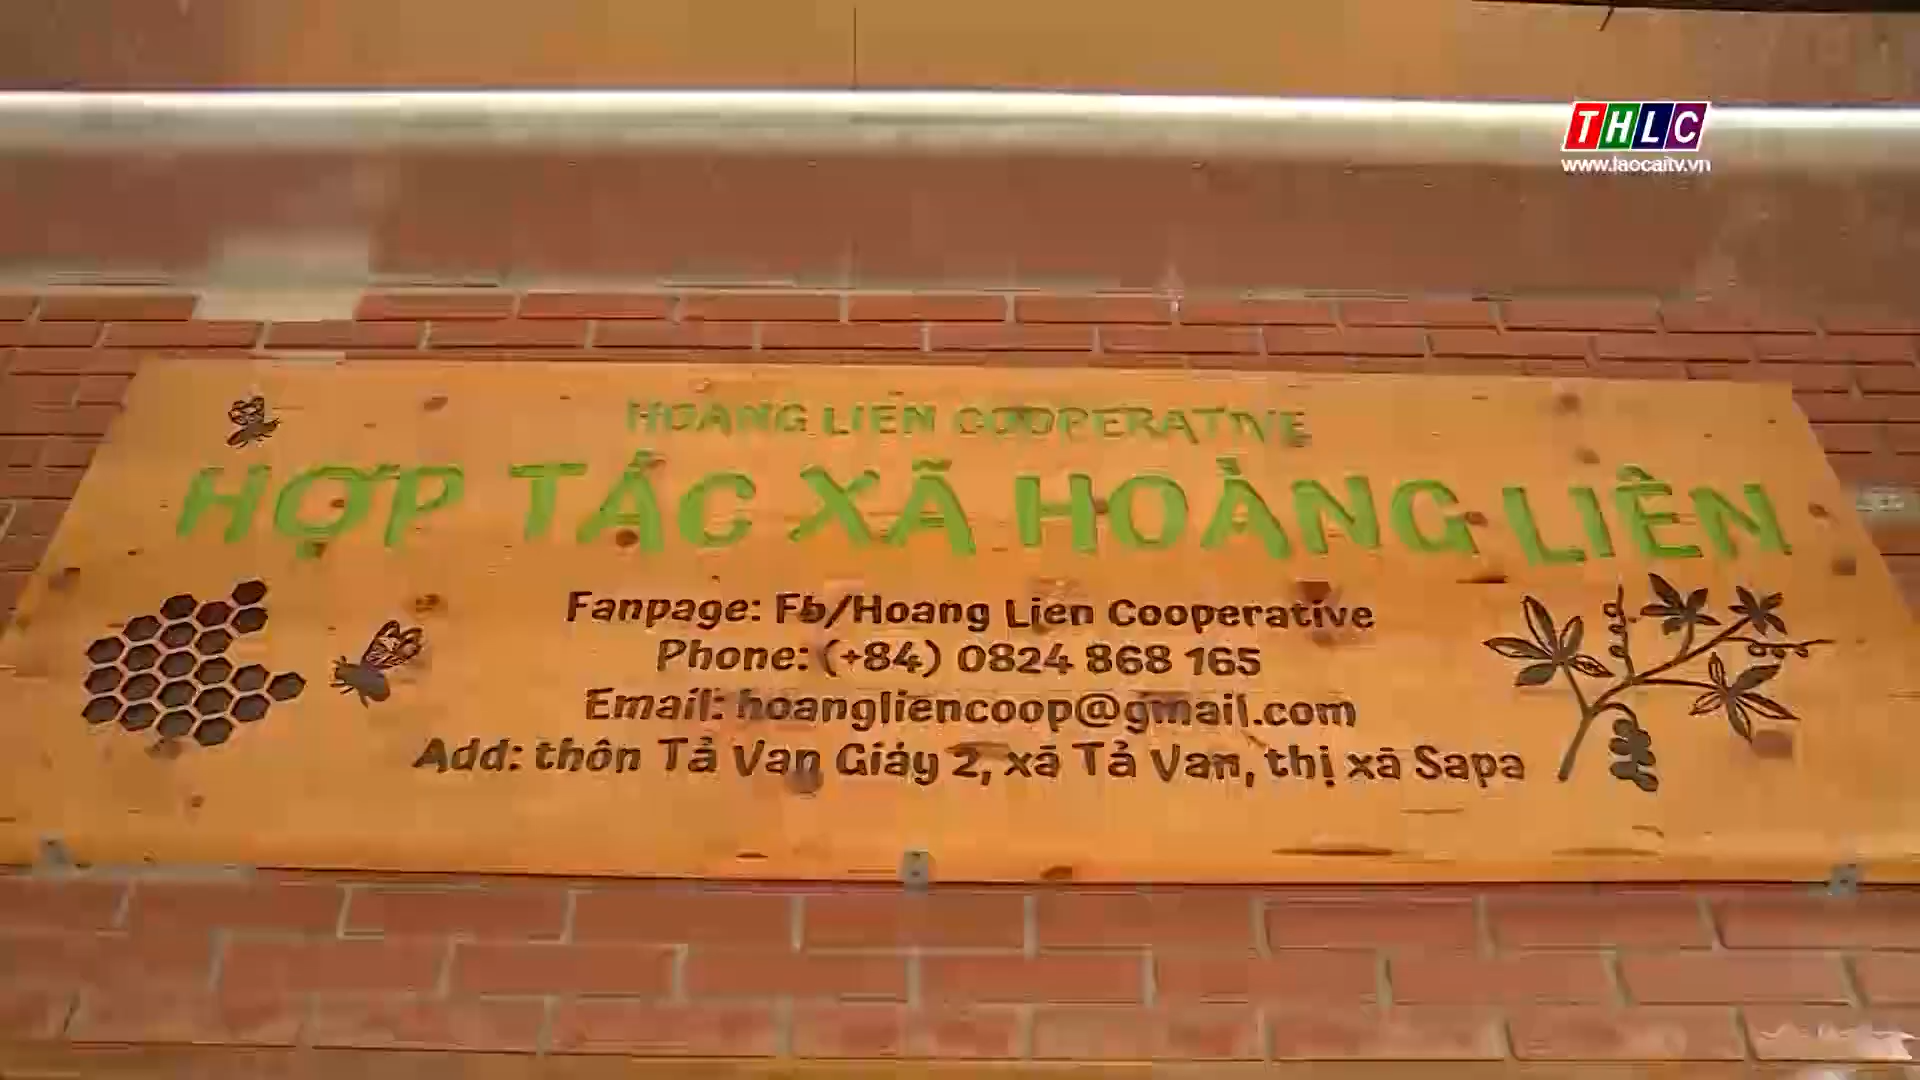 THLC
www.laocaitv.vn
HOANG LIEN COOPERATIVE
HỢP TÁC XÃ HOÀNG LIÊN
Fanpage: Fb/Hoang Lien Cooperative
Phone: (+84) 0824 868 165
Email: hoangliencoop@gmail.com
Add: thôn Tả Van Giáy 2, xã Tả Van, thị xã Sapa